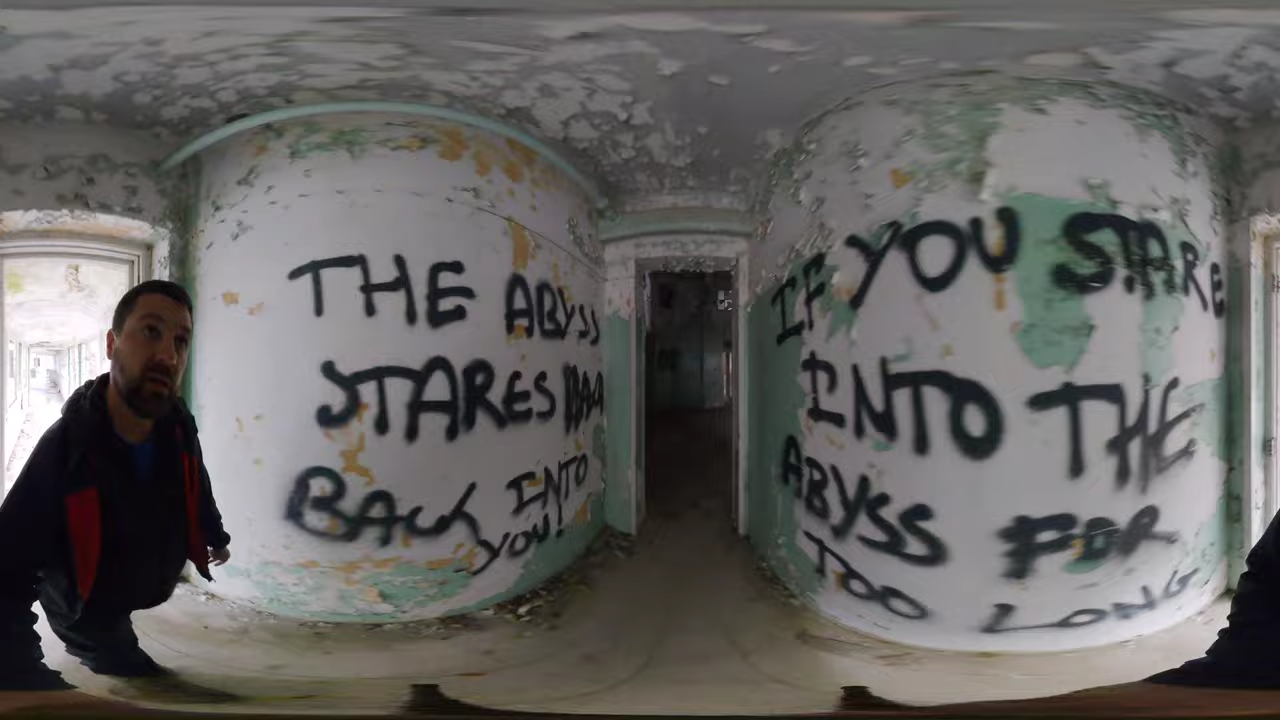 IF YOU STARE
INTO THE
ABYSS FOR
TOO LONG
THE ABYSS
STARES
BACK INTO
YOU!